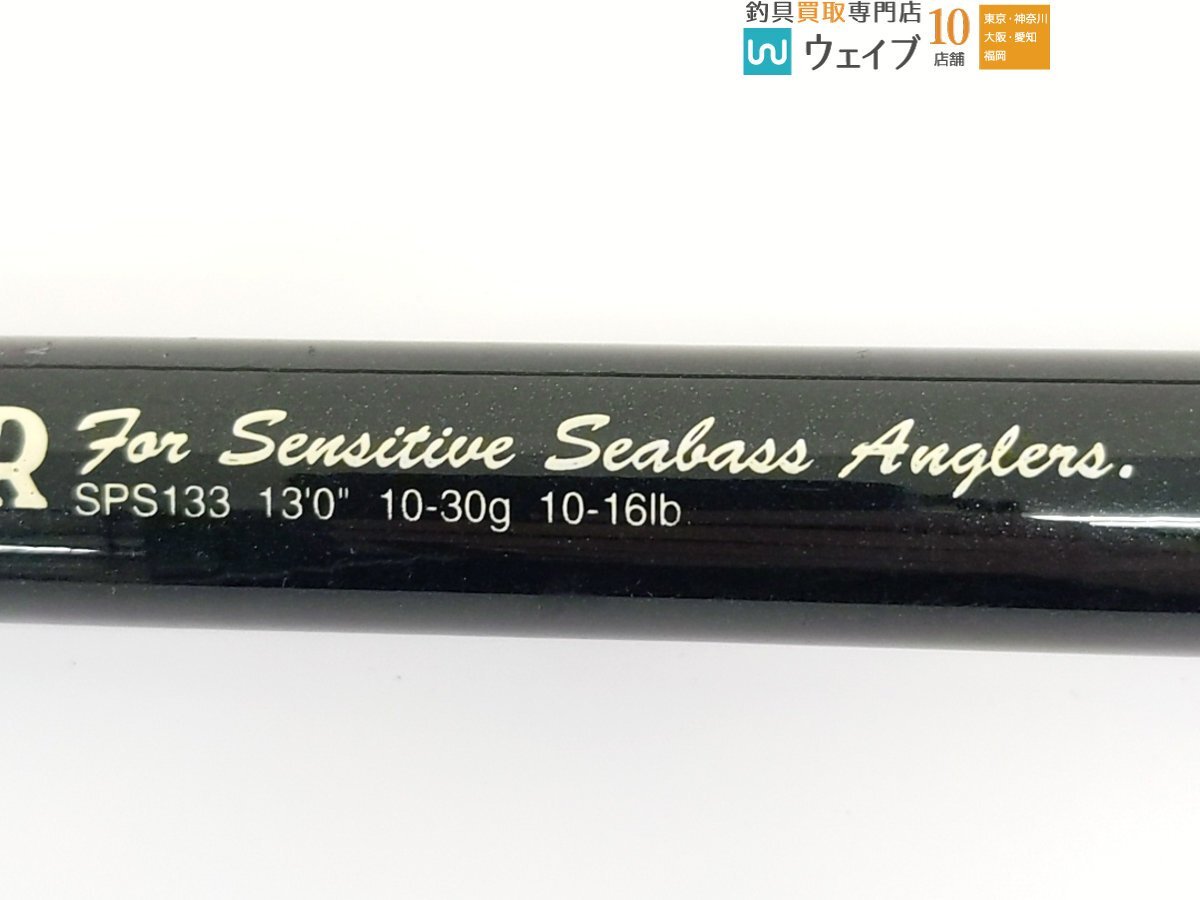 釣具買取専門店
ウェイブ
10
店舗
東京・神奈川
大阪・愛知
福岡
R For Sensitive Seabass Anglers.
SPS133 13'0" 10-30g 10-16lb